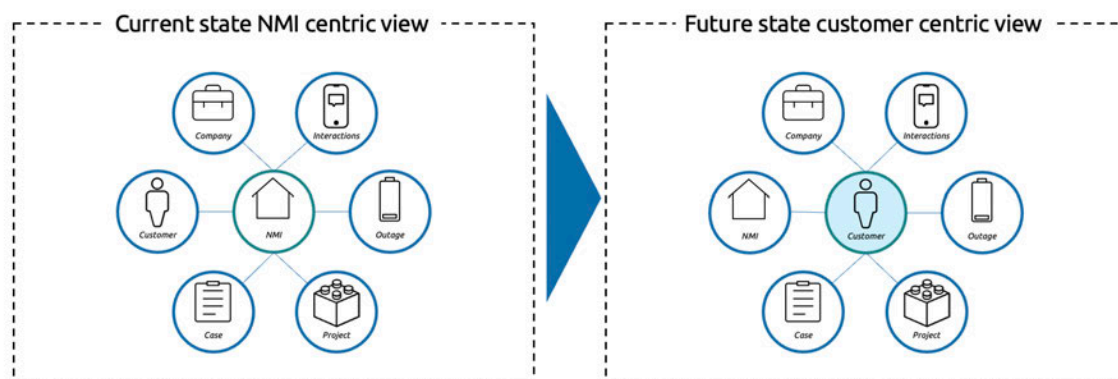 Current state NMI centric view
Future state customer centric view
Company
Interactions
Customer
NMI
Outage
Case
Project
Company
Interactions
NMI
Customer
Outage
Case
Project